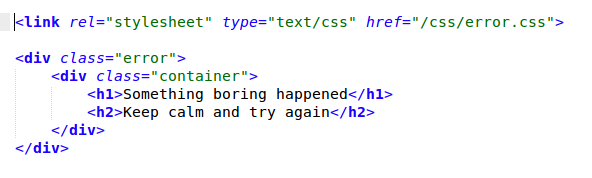 <link rel="stylesheet" type="text/css" href="/css/error.css">
<div class="error">
    <div class="container">
        <h1>Something boring happened</h1>
        <h2>Keep calm and try again</h2>
    </div>
</div>